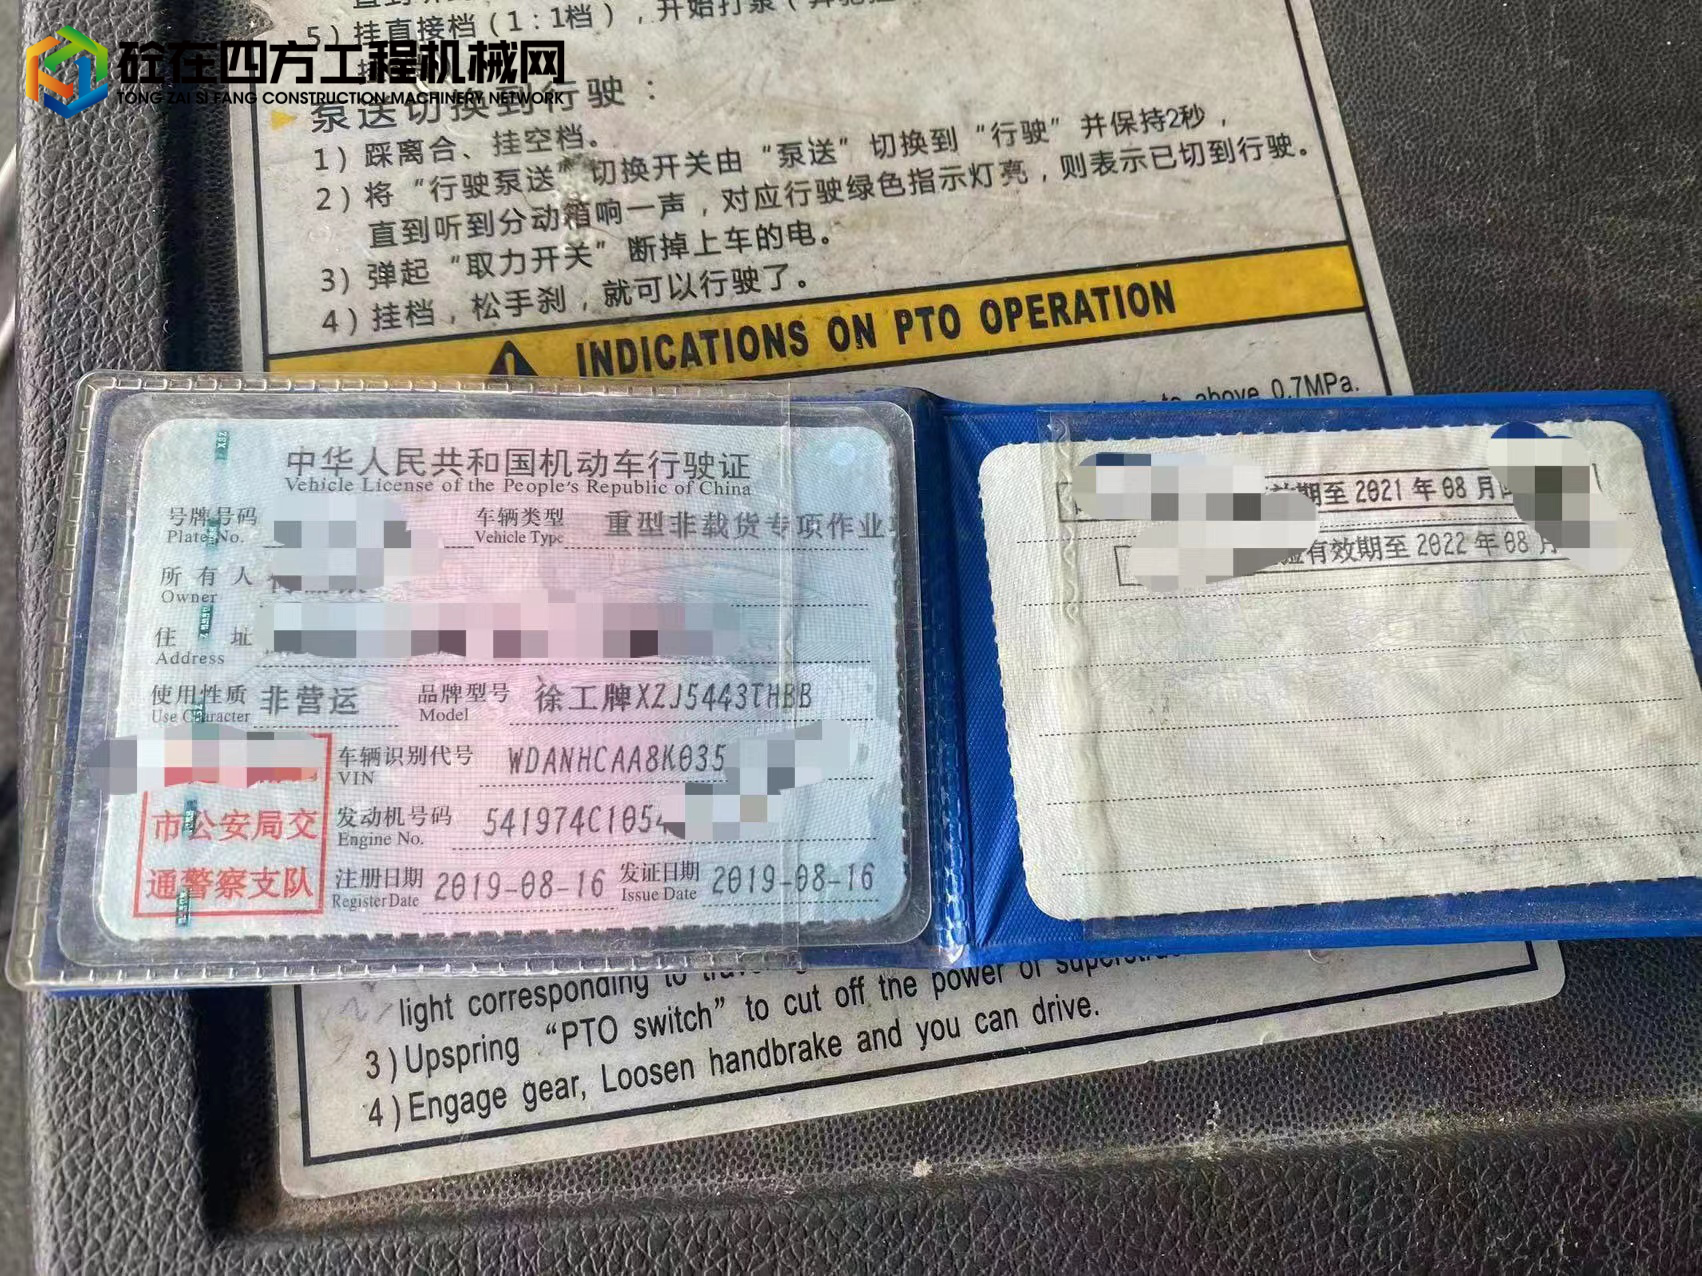 砼在四方工程机械网
TONG ZAI SI FANG CONSTRUCTION MACHINERY NETWORK
5）挂直接档（1：1档），开始打泵（
泵送切换到行驶：
1）踩离合、挂空档。
2）将“行驶泵送”切换开关由“泵送”切换到“行驶”并保持2秒，
直到听到分动箱响一声，对应行驶绿色指示灯亮，则表示已切到行驶。
3）弹起“取力开关”断掉上车的电。
4）挂档，松手刹，就可以行驶了。
INDICATIONS ON PTO OPERATION
above 0.7MPa.
中华人民共和国机动车行驶证
Vehicle License of the People's Republic of China
号牌号码
Plate No.
车辆类型 重型非载货专项作业
Vehicle Type
所有人
Owner
住址
Address
使用性质 非营运
Use Character
品牌型号 徐工牌XZJ5443THBB
Model
车辆识别代号 WDANHCAA8K035
VIN
发动机号码 541974C1054
Engine No.
注册日期 2019-08-16
Register Date
发证日期 2019-08-16
Issue Date
市公安局交
通警察支队
效期至2021年08月
有效期至2022年08月
light corresponding to
to cut off the power of
3）Upspring “PTO switch” to cut off the power of
4）Engage gear, Loosen handbrake and you can drive.